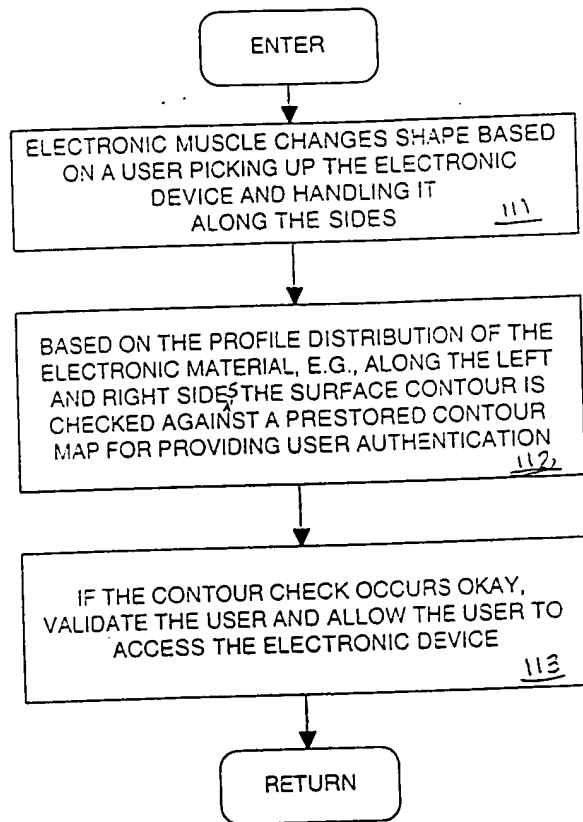 ENTER
ELECTRONIC MUSCLE CHANGES SHAPE BASED
ON A USER PICKING UP THE ELECTRONIC
DEVICE AND HANDLING IT
ALONG THE SIDES
111
BASED ON THE PROFILE DISTRIBUTION OF THE
ELECTRONIC MATERIAL, E.G., ALONG THE LEFT
AND RIGHT SIDES THE SURFACE CONTOUR IS
CHECKED AGAINST A PRESTORED CONTOUR
MAP FOR PROVIDING USER AUTHENTICATION
112
IF THE CONTOUR CHECK OCCURS OKAY,
VALIDATE THE USER AND ALLOW THE USER TO
ACCESS THE ELECTRONIC DEVICE
113
RETURN